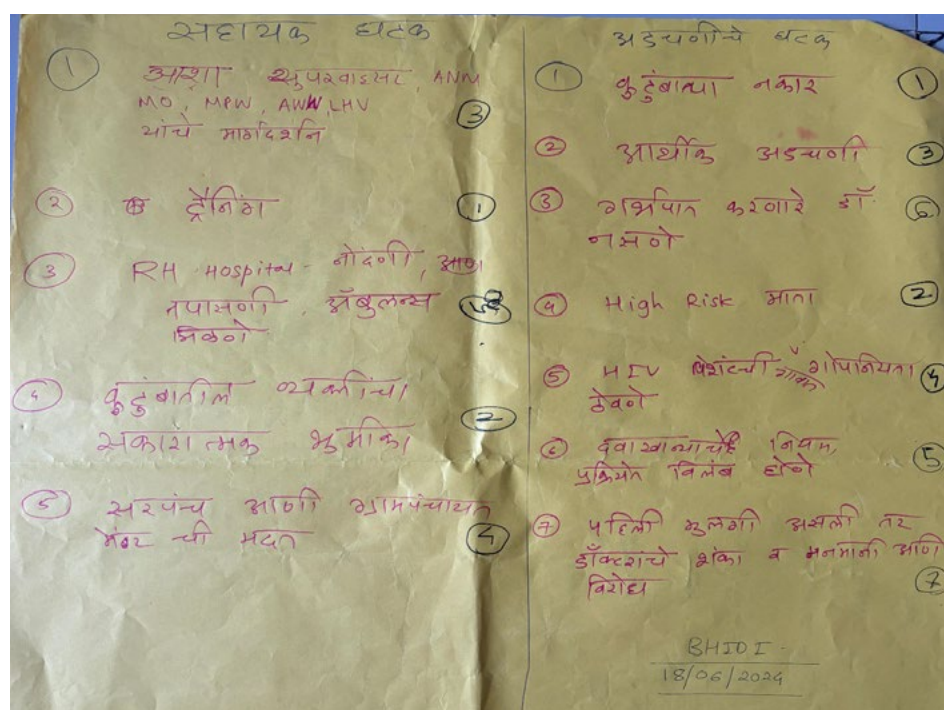 सहायक घटक
① आशा सुपरवाइसर, ANM
MO, MPW, AWW, LHV ③
यांचे मार्गदर्शन
② ट्रैनिंग ①
③ RH Hospital - नोंदणी,
तपासणी, अँबुलन्स
मिळणे
④ कुटुंबातील व्यक्तींचा
सकारात्मक भुमिका ②
⑤ सरपंच आणी ग्रामपंचायत
मेंबर ची मदत ④
अडचणीचे घटक
① कुटुंबाचा नकार ①
② आर्थीक अडचणी ③
③ गर्भपात करणारे डॉ. ⑥
नसणे
④ High Risk माता ②
⑤ HIV पेशंटची गोपनियता ④
ठेवणे
⑥ दवाखान्याचे नियम,
प्रक्रियेत विलंब होणे ⑤
⑦ पहिली मुलगी असली तर
डॉक्टरांचे शंका व मनमानी आणि
विरोध ⑦
BHIDI
18/06/2024